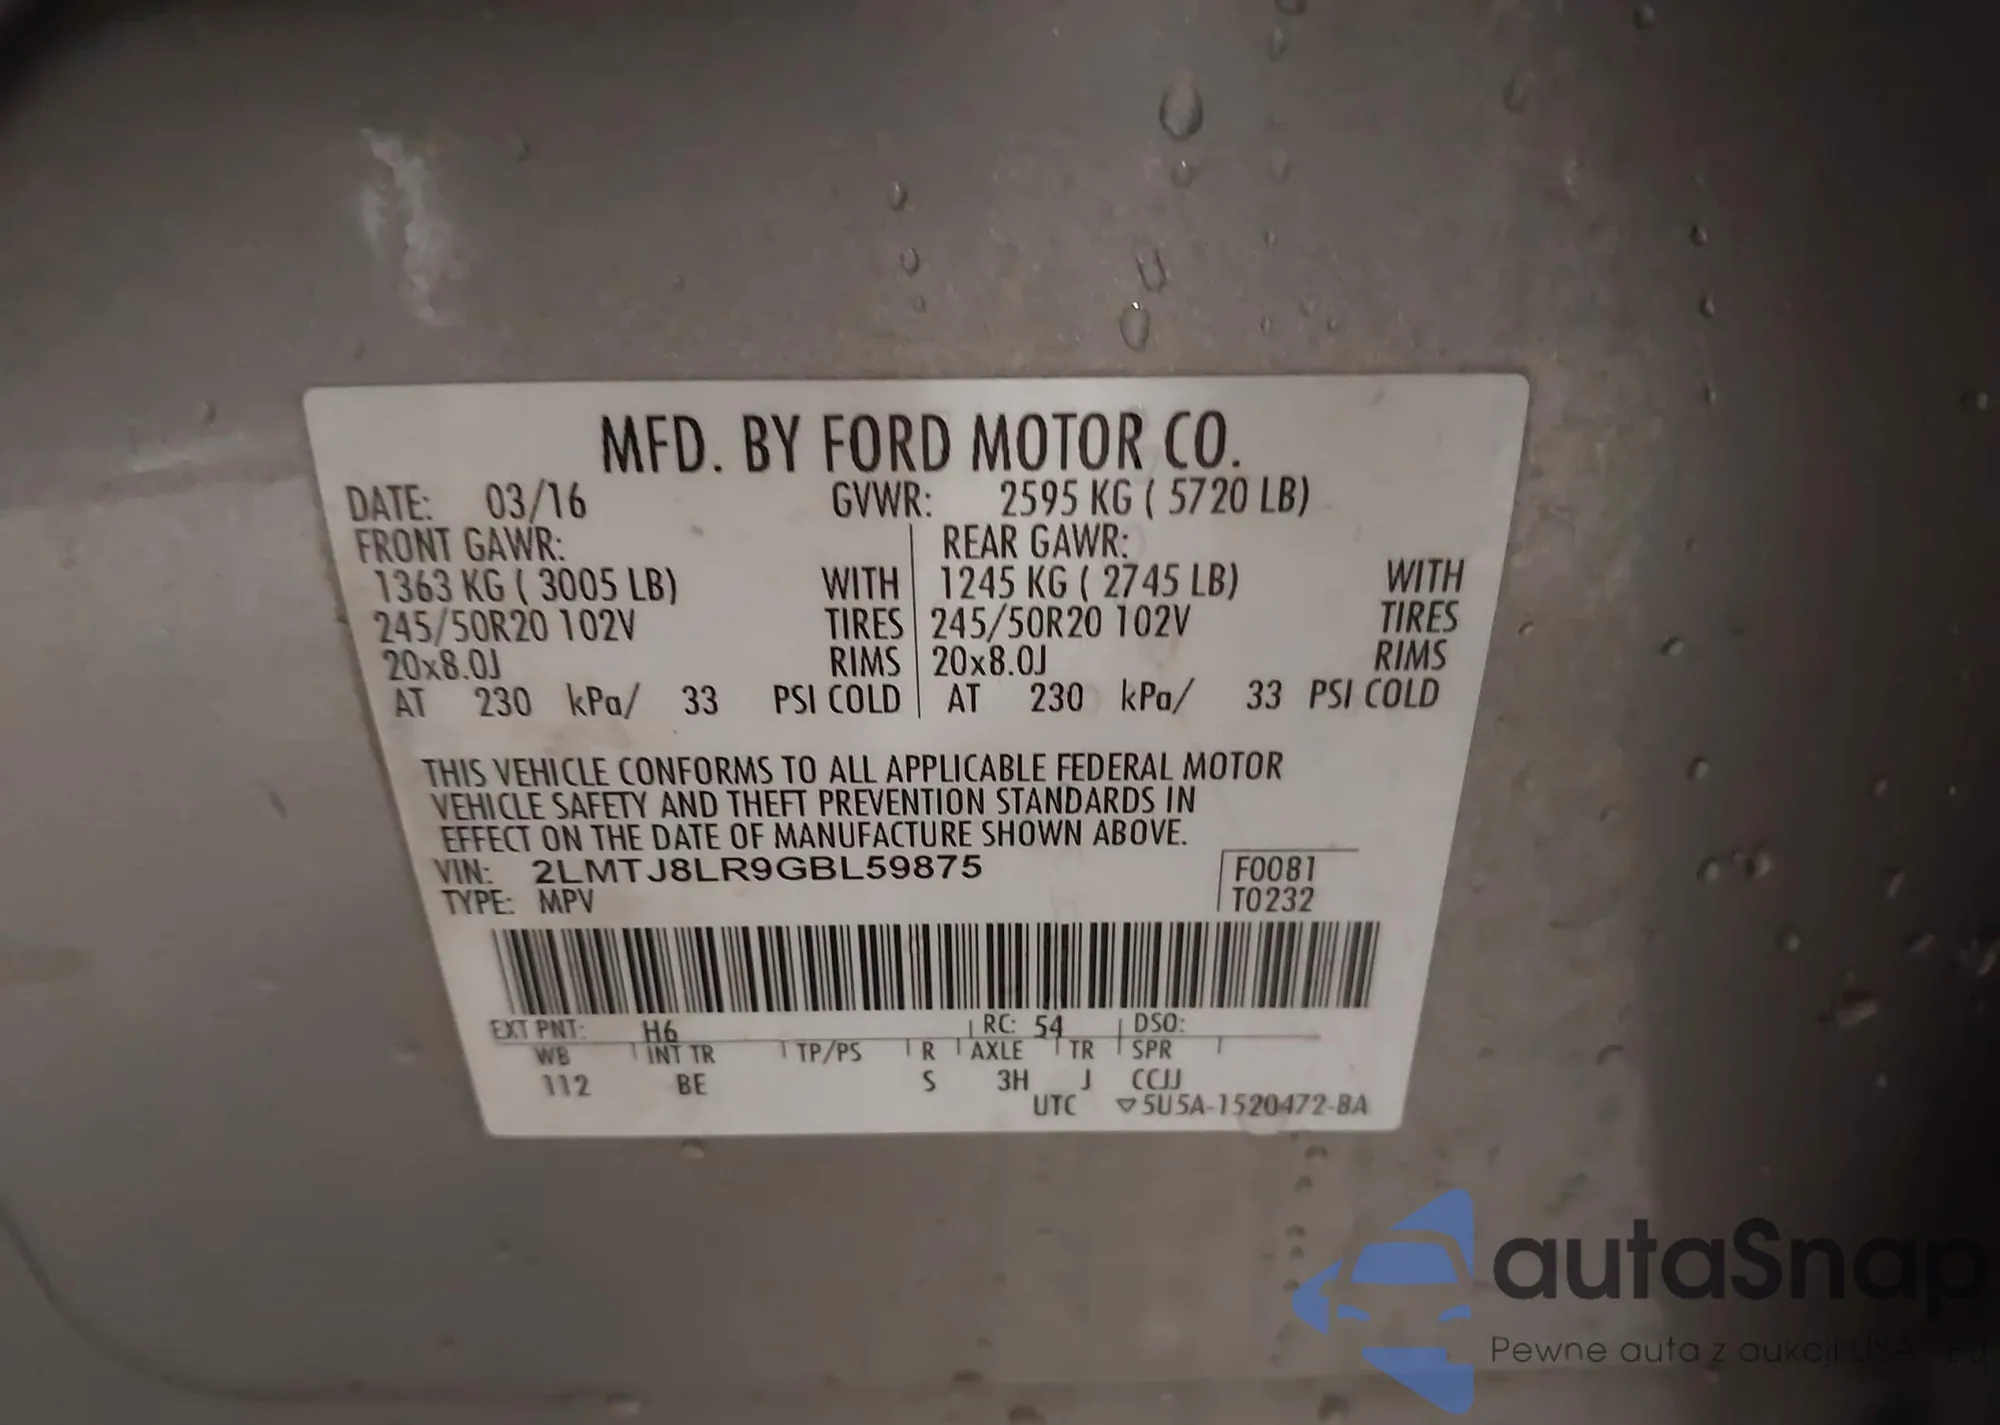 MFD. BY FORD MOTOR CO.
DATE: 03/16 GVWR: 2595 KG ( 5720 LB)
FRONT GAWR: REAR GAWR:
1363 KG ( 3005 LB) WITH 1245 KG ( 2745 LB) WITH
245/50R20 102V TIRES 245/50R20 102V TIRES
20x8.0J RIMS 20x8.0J RIMS
AT 230 kPa/ 33 PSI COLD AT 230 kPa/ 33 PSI COLD
THIS VEHICLE CONFORMS TO ALL APPLICABLE FEDERAL MOTOR
VEHICLE SAFETY AND THEFT PREVENTION STANDARDS IN
EFFECT ON THE DATE OF MANUFACTURE SHOWN ABOVE.
VIN: 2LMTJ8LR9GBL59875 F0081
TYPE: MPV T0232
EXT PNT: H6 RC: 54 DSO:
WB INT TR TP/PS R AXLE TR SPR
112 BE S 3H J CCJJ
UTC ▽5U5A-1520472-BA
autaSnap
Pewne auta z aukcji USA